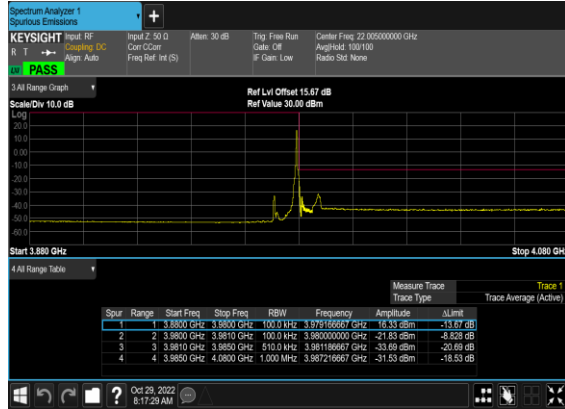 Spectrum Analyzer 1
Spurious Emissions
KEYSIGHT Input: RF Input Z: 50 Ω Atten: 30 dB Trig: Free Run Center Freq: 22.005000000 GHz
R T Coupling: DC Corr CCorr Gate: Off Avg|Hold: 100/100
Align: Auto Freq Ref: Int (S) IF Gain: Low Radio Std: None
PASS
3 All Range Graph
Ref Lvl Offset 15.67 dB
Scale/Div 10.0 dB Ref Value 30.00 dBm
Log
20.0
10.0
0.00
-10.0
-20.0
-30.0
-40.0
-50.0
-60.0
Start 3.880 GHz Stop 4.080 GH
4 All Range Table
Measure Trace Trace 1
Trace Type Trace Average (Active)
Spur Range Start Freq Stop Freq RBW Frequency Amplitude ΔLimit
1 1 3.8800 GHz 3.9800 GHz 100.0 kHz 3.979166667 GHz 16.33 dBm -13.67 dB
2 2 3.9800 GHz 3.9810 GHz 100.0 kHz 3.980000000 GHz -21.83 dBm -8.828 dB
3 3 3.9810 GHz 3.9850 GHz 510.0 kHz 3.981186667 GHz -33.69 dBm -20.69 dB
4 4 3.9850 GHz 4.0800 GHz 1.000 MHz 3.987216667 GHz -31.53 dBm -18.53 dB
Oct 29, 2022
8:17:29 AM